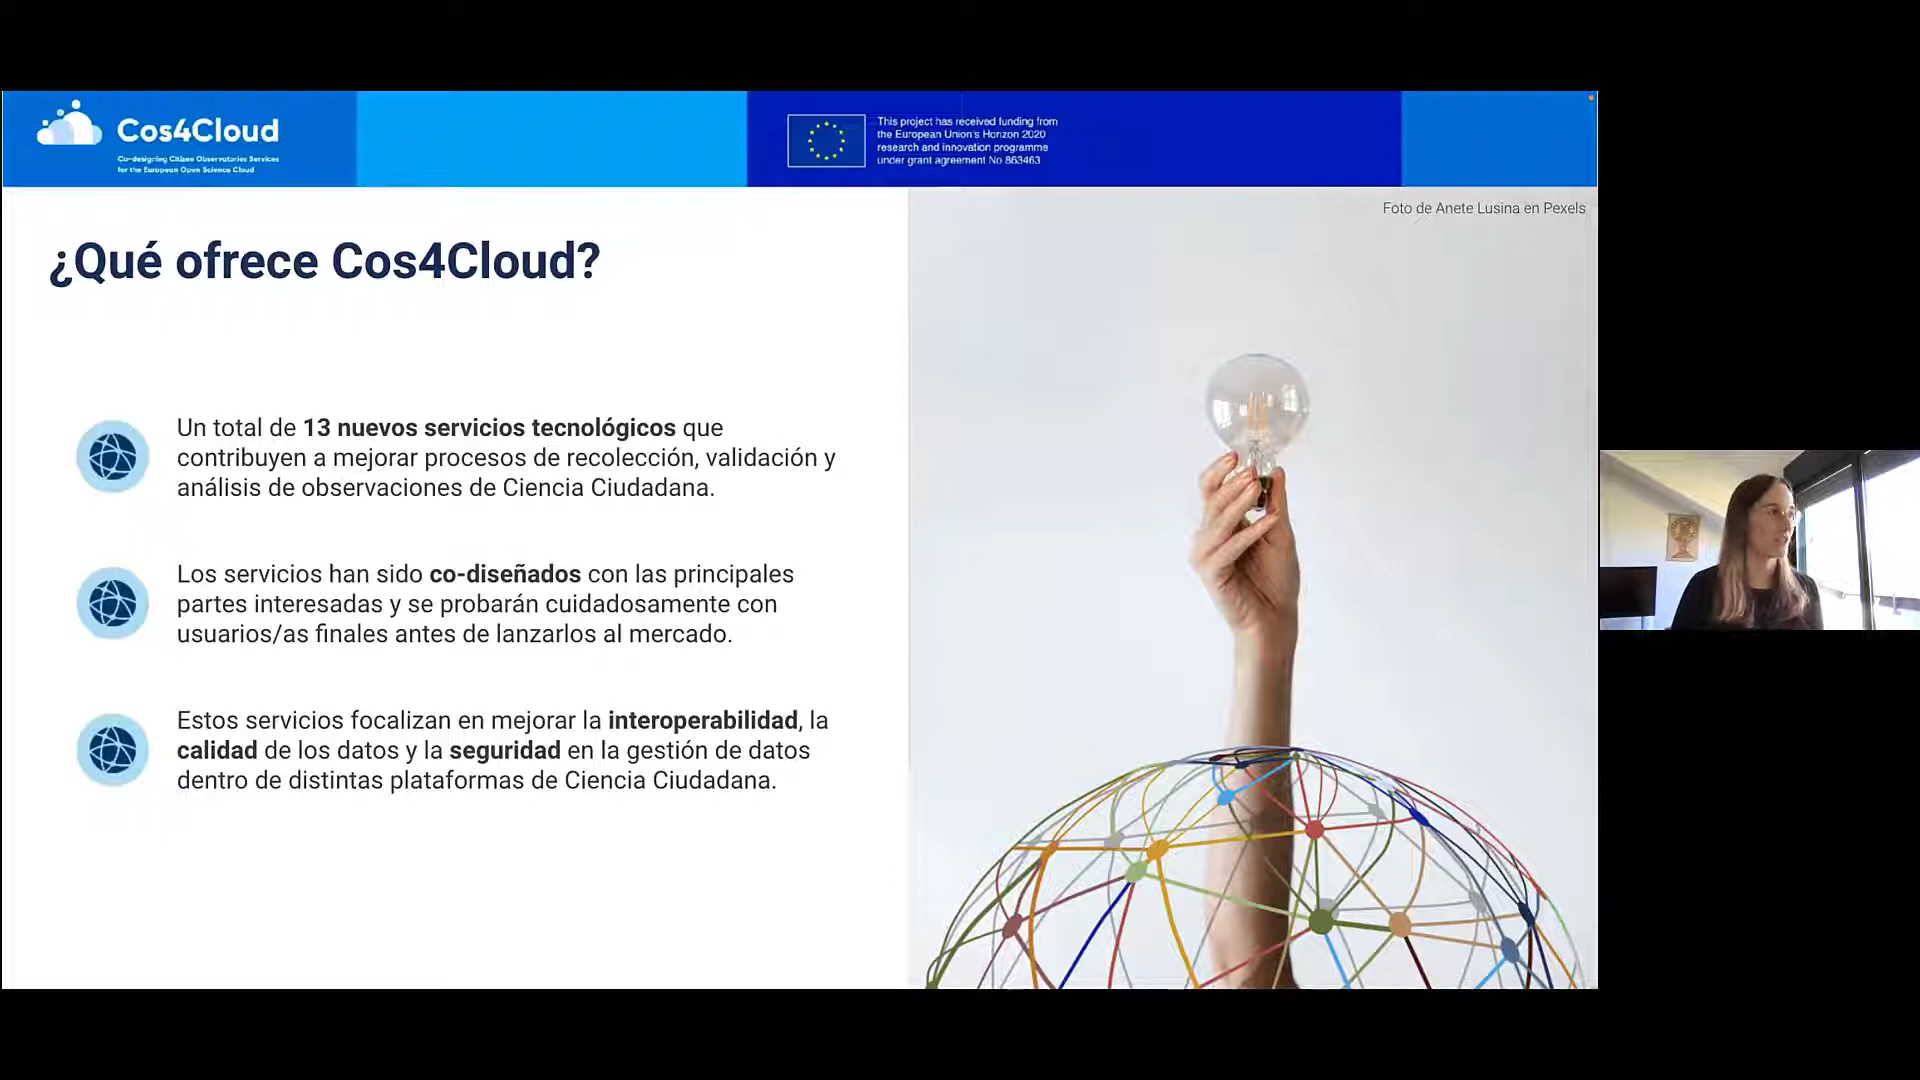 Cos4Cloud
Co-designing Citizen Observatories Services
for the European Open Science Cloud
This project has received funding from
the European Union's Horizon 2020
research and innovation programme
under grant agreement No 863463
Foto de Anete Lusina en Pexels
¿Qué ofrece Cos4Cloud?
Un total de 13 nuevos servicios tecnológicos que
contribuyen a mejorar procesos de recolección, validación y
análisis de observaciones de Ciencia Ciudadana.
Los servicios han sido co-diseñados con las principales
partes interesadas y se probarán cuidadosamente con
usuarios/as finales antes de lanzarlos al mercado.
Estos servicios focalizan en mejorar la interoperabilidad, la
calidad de los datos y la seguridad en la gestión de datos
dentro de distintas plataformas de Ciencia Ciudadana.